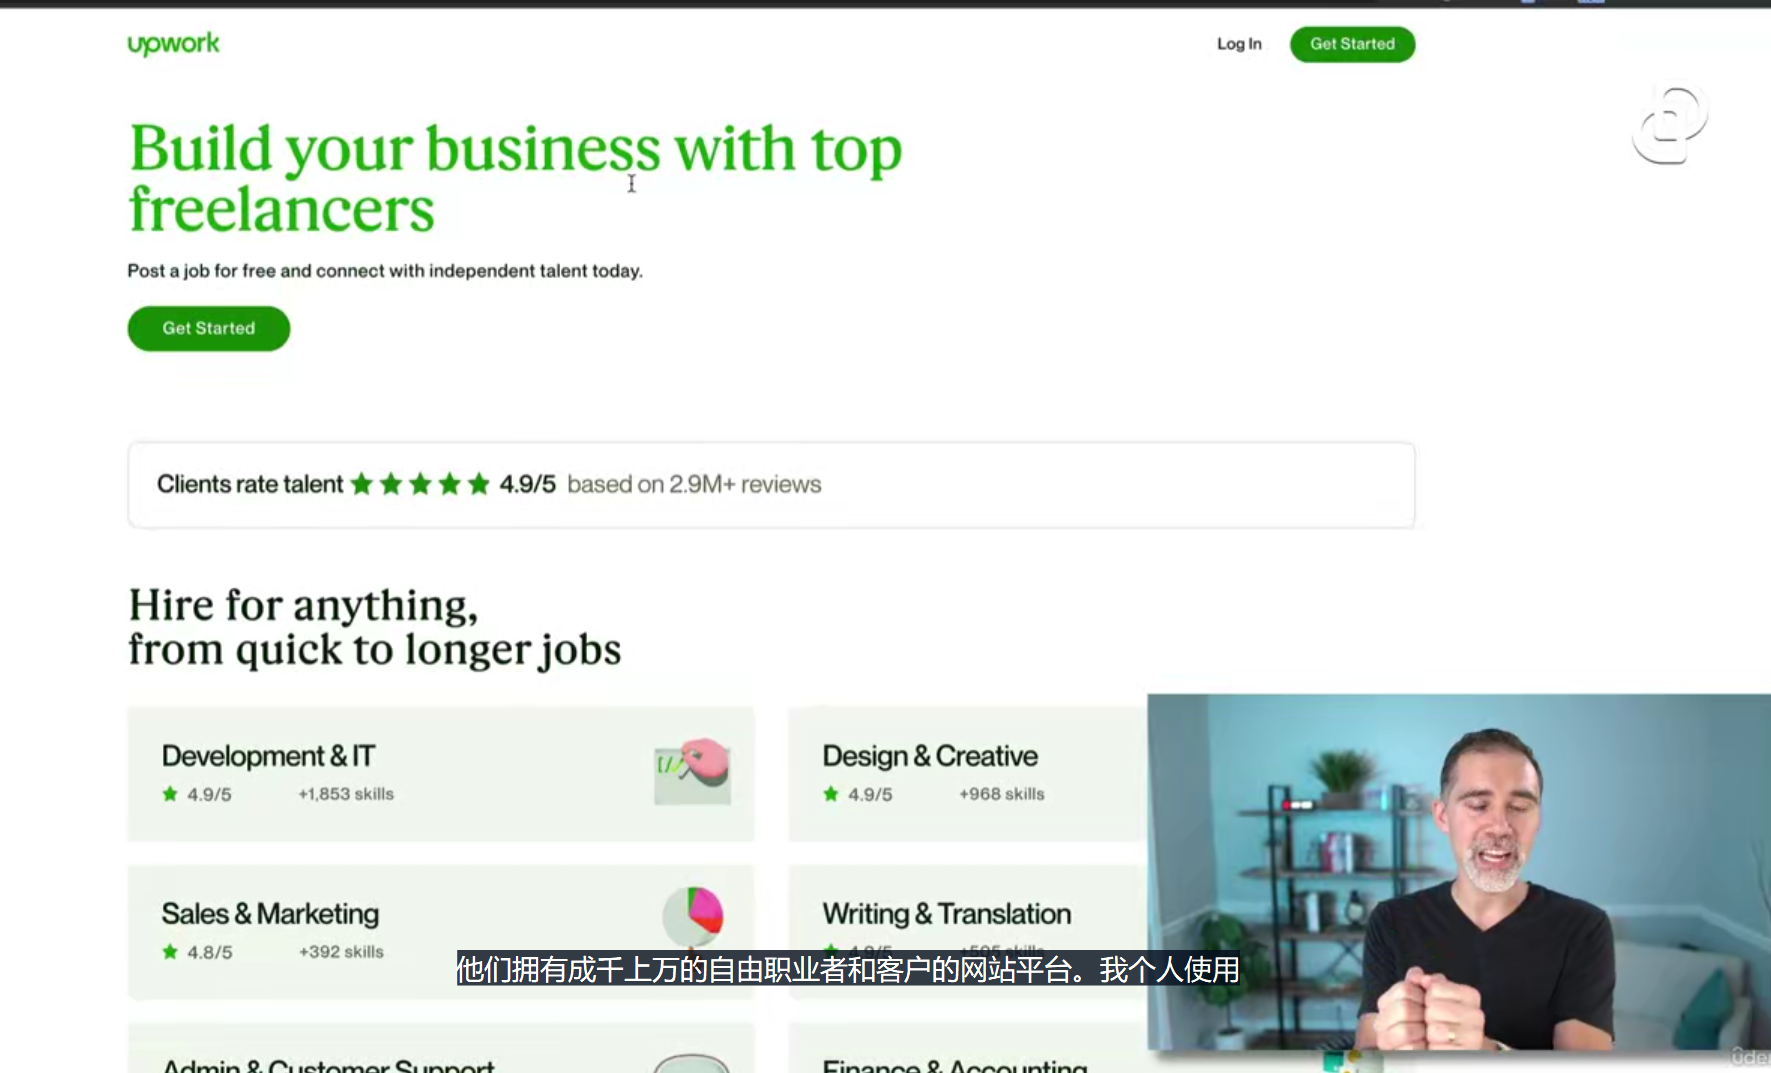 upwork
Log In
Get Started
Build your business with top
freelancers
Post a job for free and connect with independent talent today.
Get Started
Clients rate talent 4.9/5 based on 2.9M+ reviews
Hire for anything,
from quick to longer jobs
Development & IT
4.9/5 +1,853 skills
Design & Creative
4.9/5 +968 skills
Sales & Marketing
4.8/5 +392 skills
Writing & Translation
4.9/5 +505 skills
他们拥有成千上万的自由职业者和客户的网站平台。我个人使用
Admin & Customer Support
Finance & Accounting